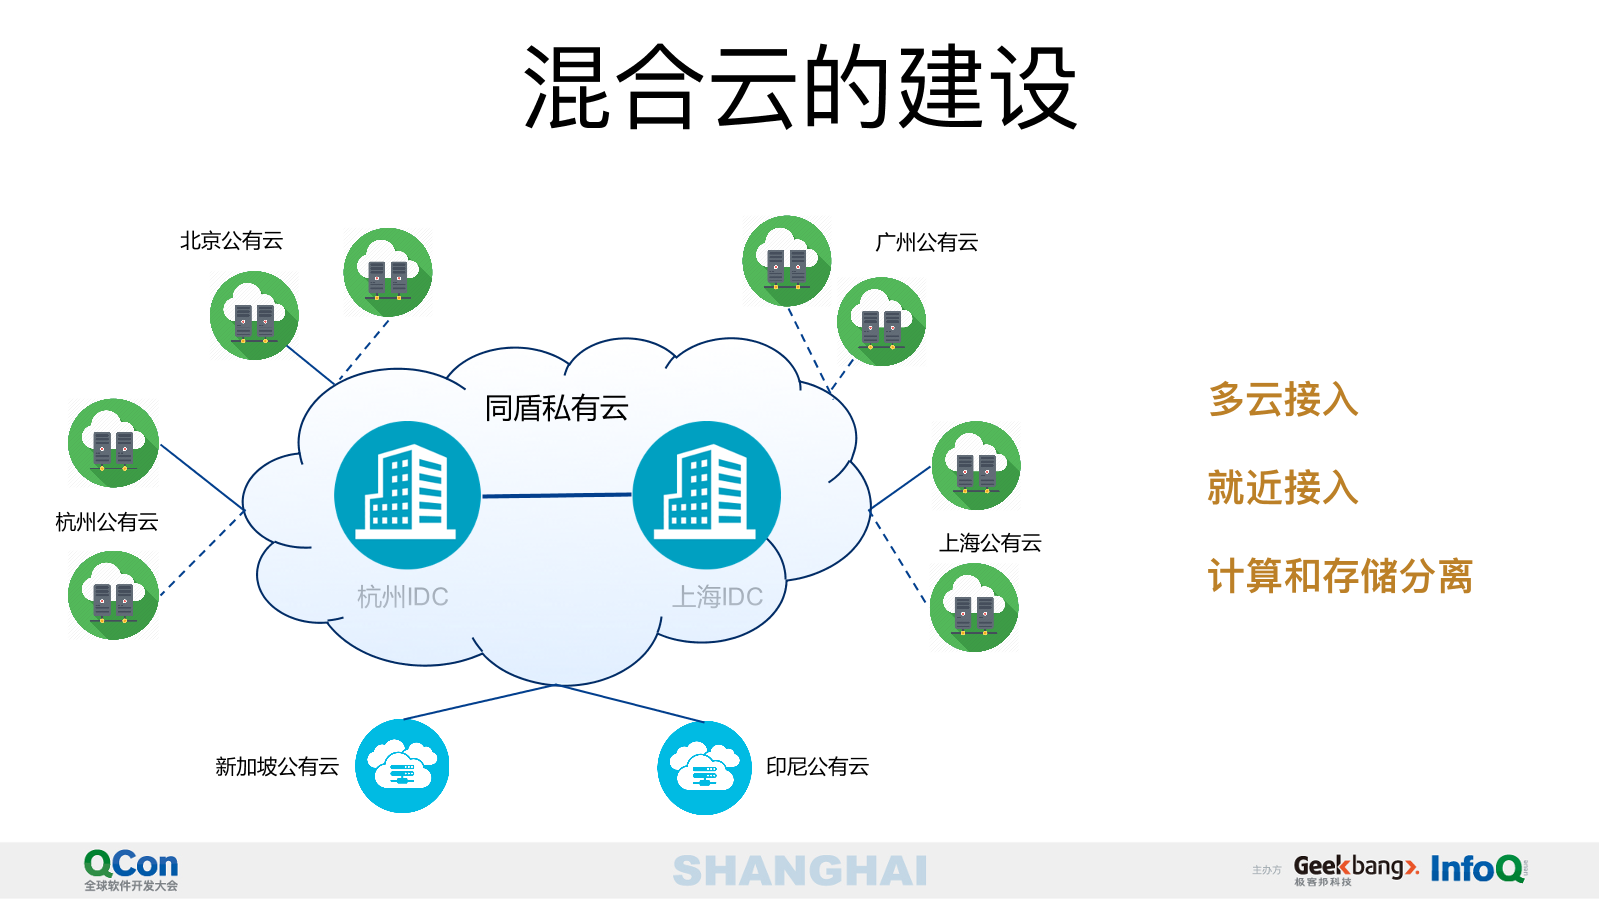 混合云的建设
北京公有云
广州公有云
同盾私有云
多云接入
就近接入
杭州公有云
上海公有云
计算和存储分离
杭州IDC
上海IDC
新加坡公有云
印尼公有云
QCon
全球软件开发大会
SHANGHAI
主办方
Geekbang>.
极客邦科技
InfoQ